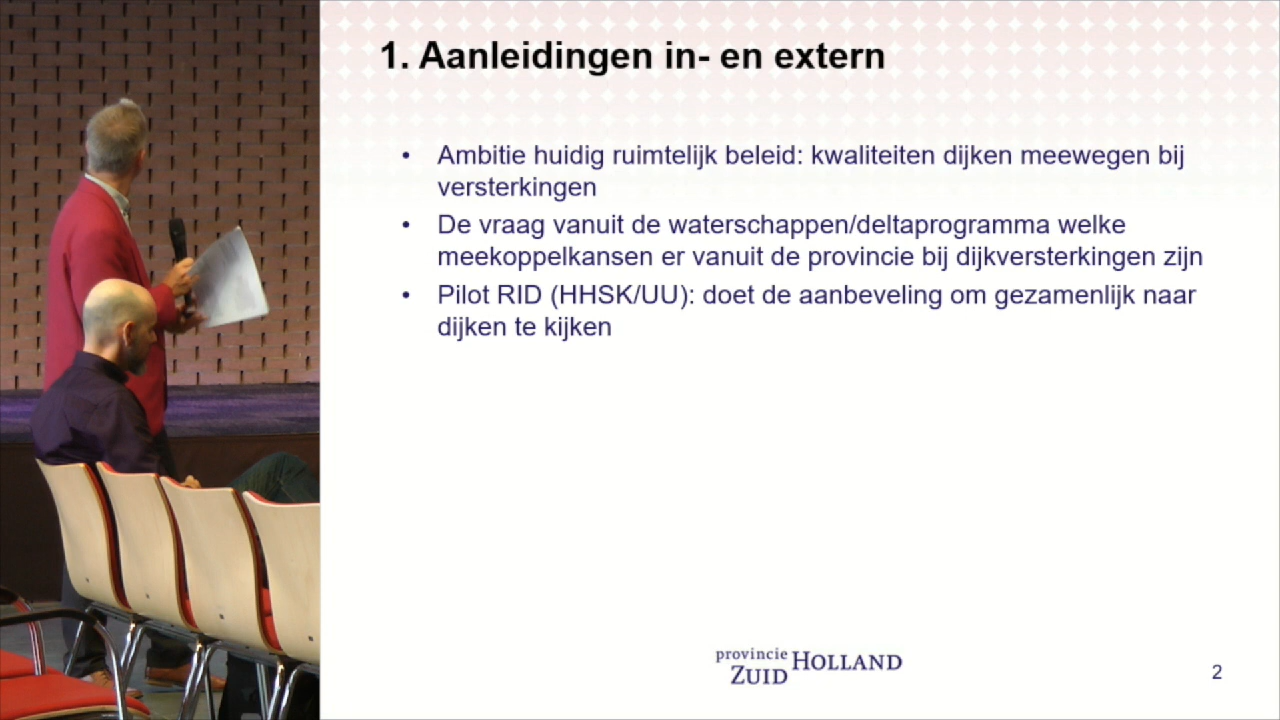 1. Aanleidingen in- en extern
• Ambitie huidig ruimtelijk beleid: kwaliteiten dijken meewegen bij
versterkingen
• De vraag vanuit de waterschappen/deltaprogramma welke
meekoppelkansen er vanuit de provincie bij dijkversterkingen zijn
• Pilot RID (HHSK/UU): doet de aanbeveling om gezamenlijk naar
dijken te kijken
provincie
ZUID HOLLAND
2